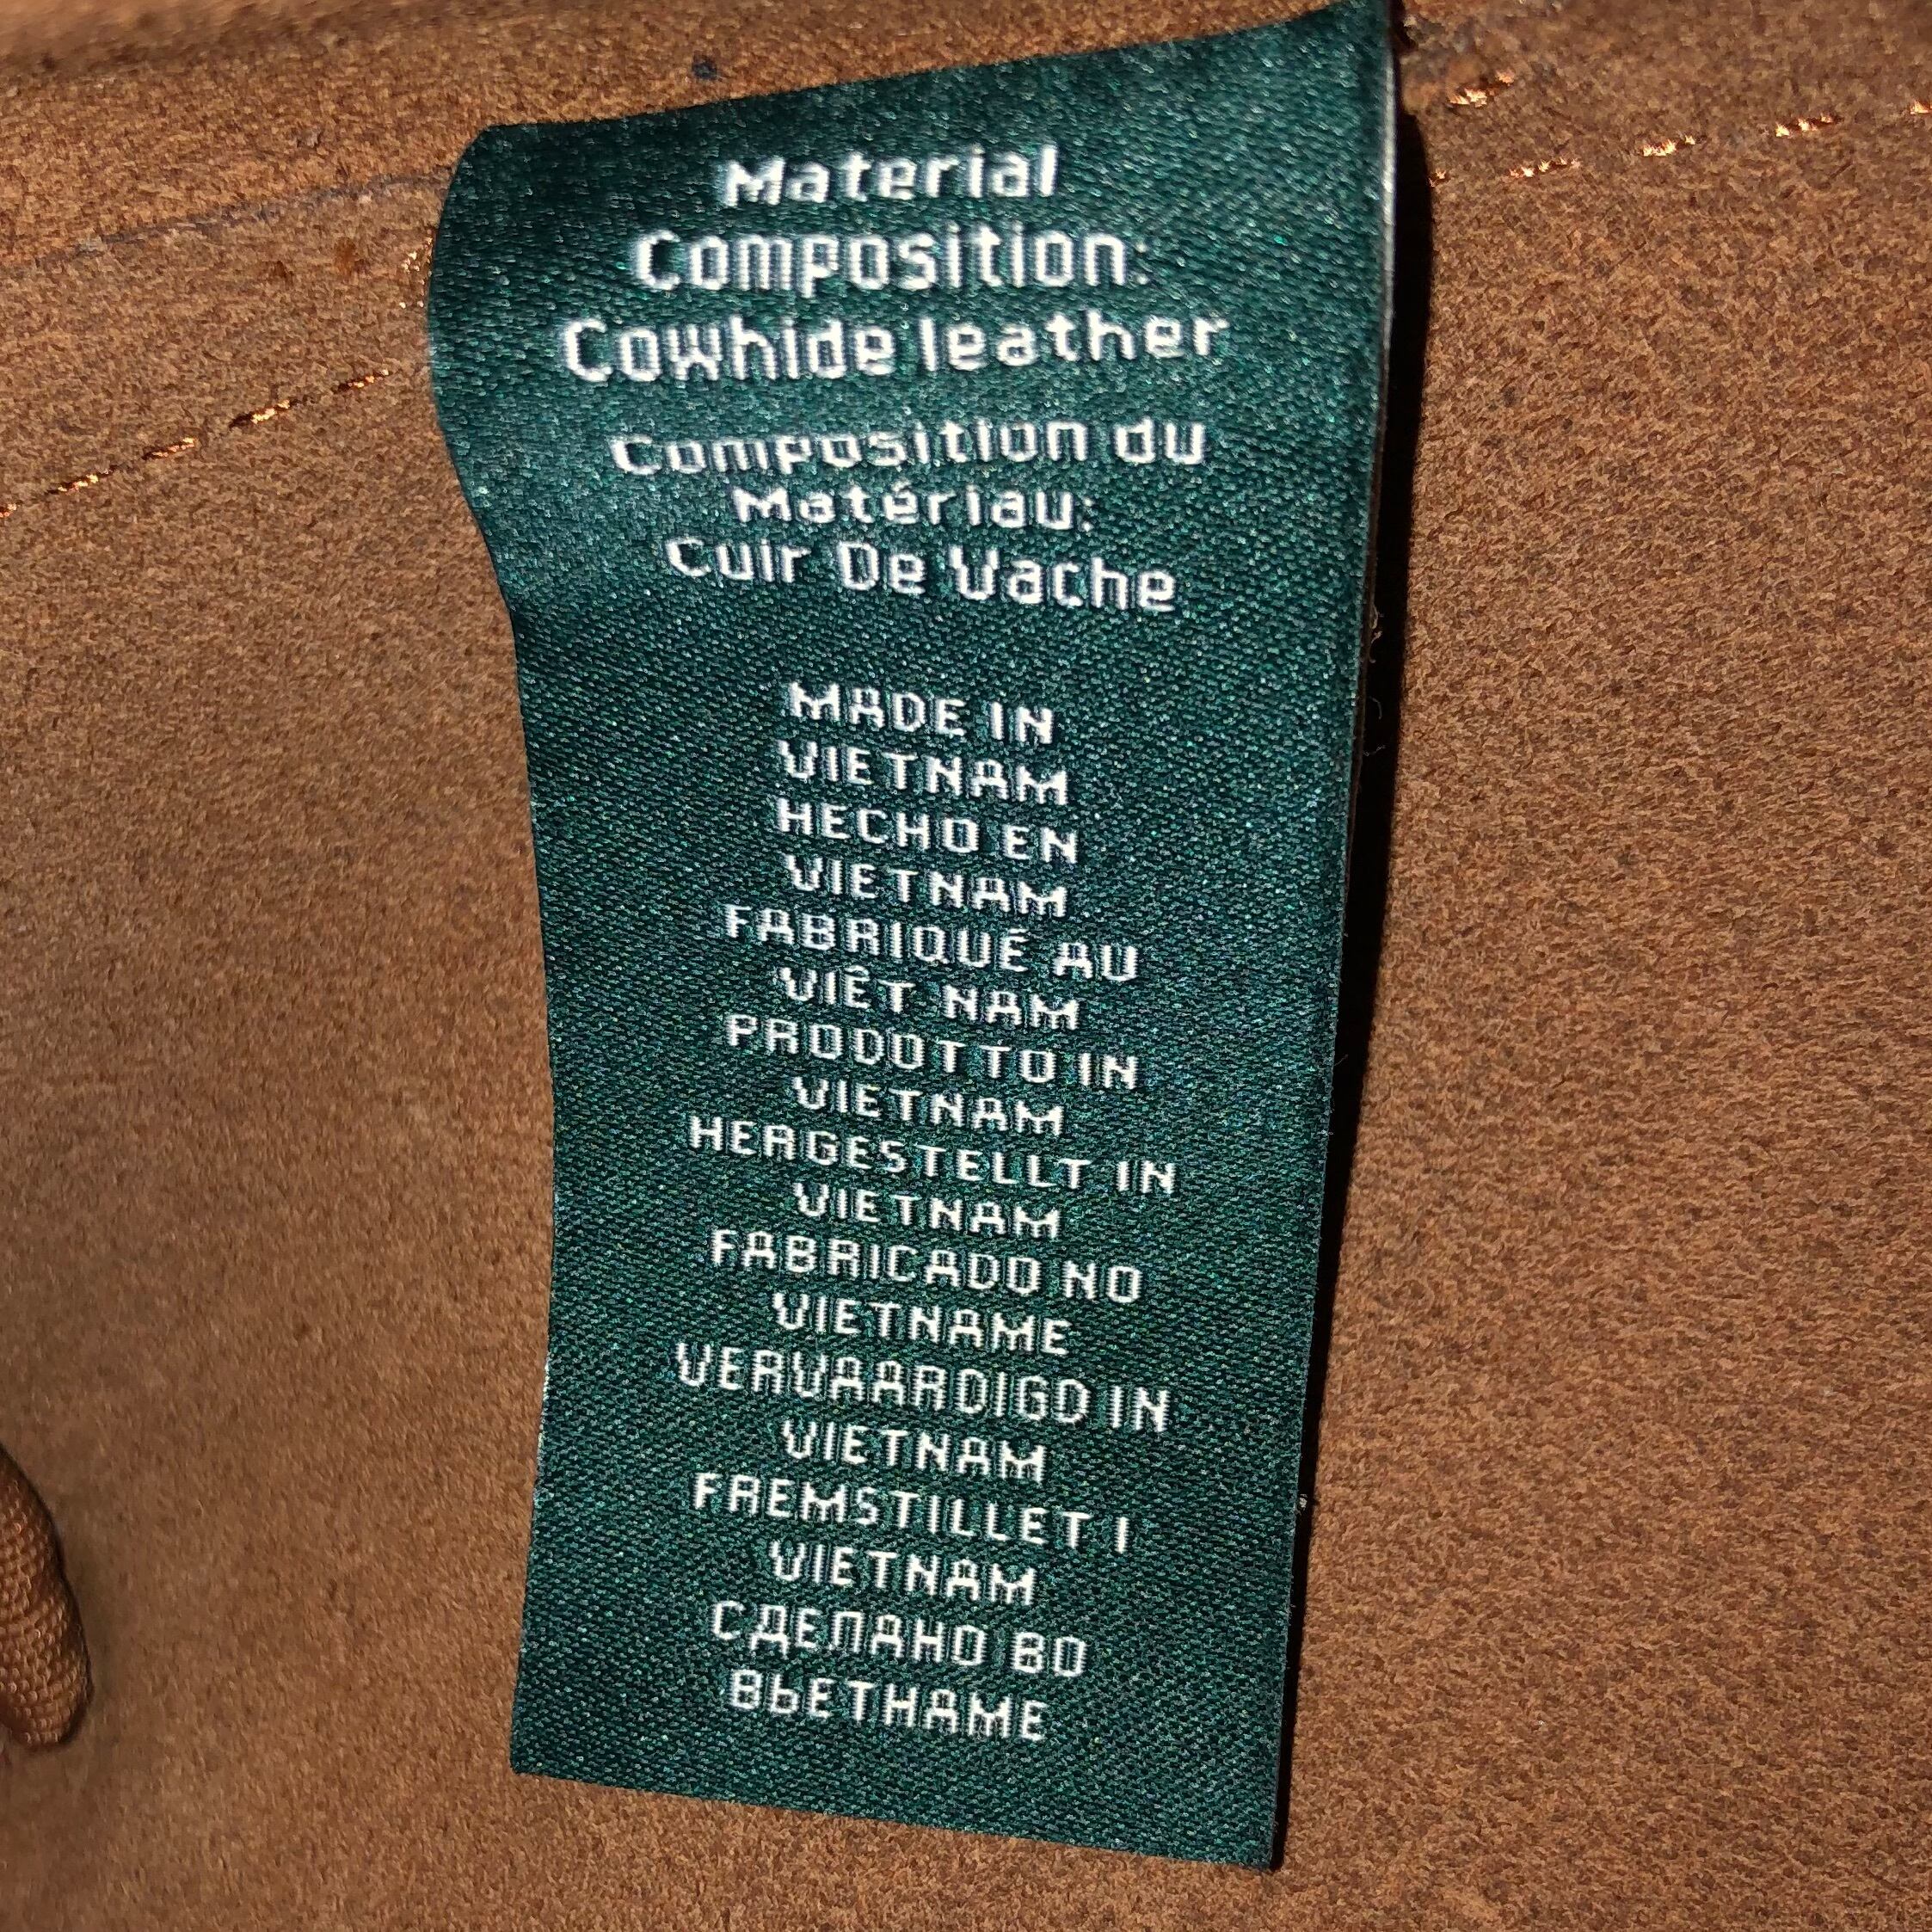 Material
Composition:
Cowhide leather
Composition du
Matériau:
Cuir De Vache
MADE IN
VIETNAM
HECHO EN
VIETNAM
FABRIQUÉ AU
VIÊT NAM
PRODOTTO IN
VIETNAM
HERGESTELLT IN
VIETNAM
FABRICADO NO
VIETNAME
VERVAARDIGD IN
VIETNAM
FREMSTILLET I
VIETNAM
СДЕЛАНО ВО
ВЬЕТНАМЕ